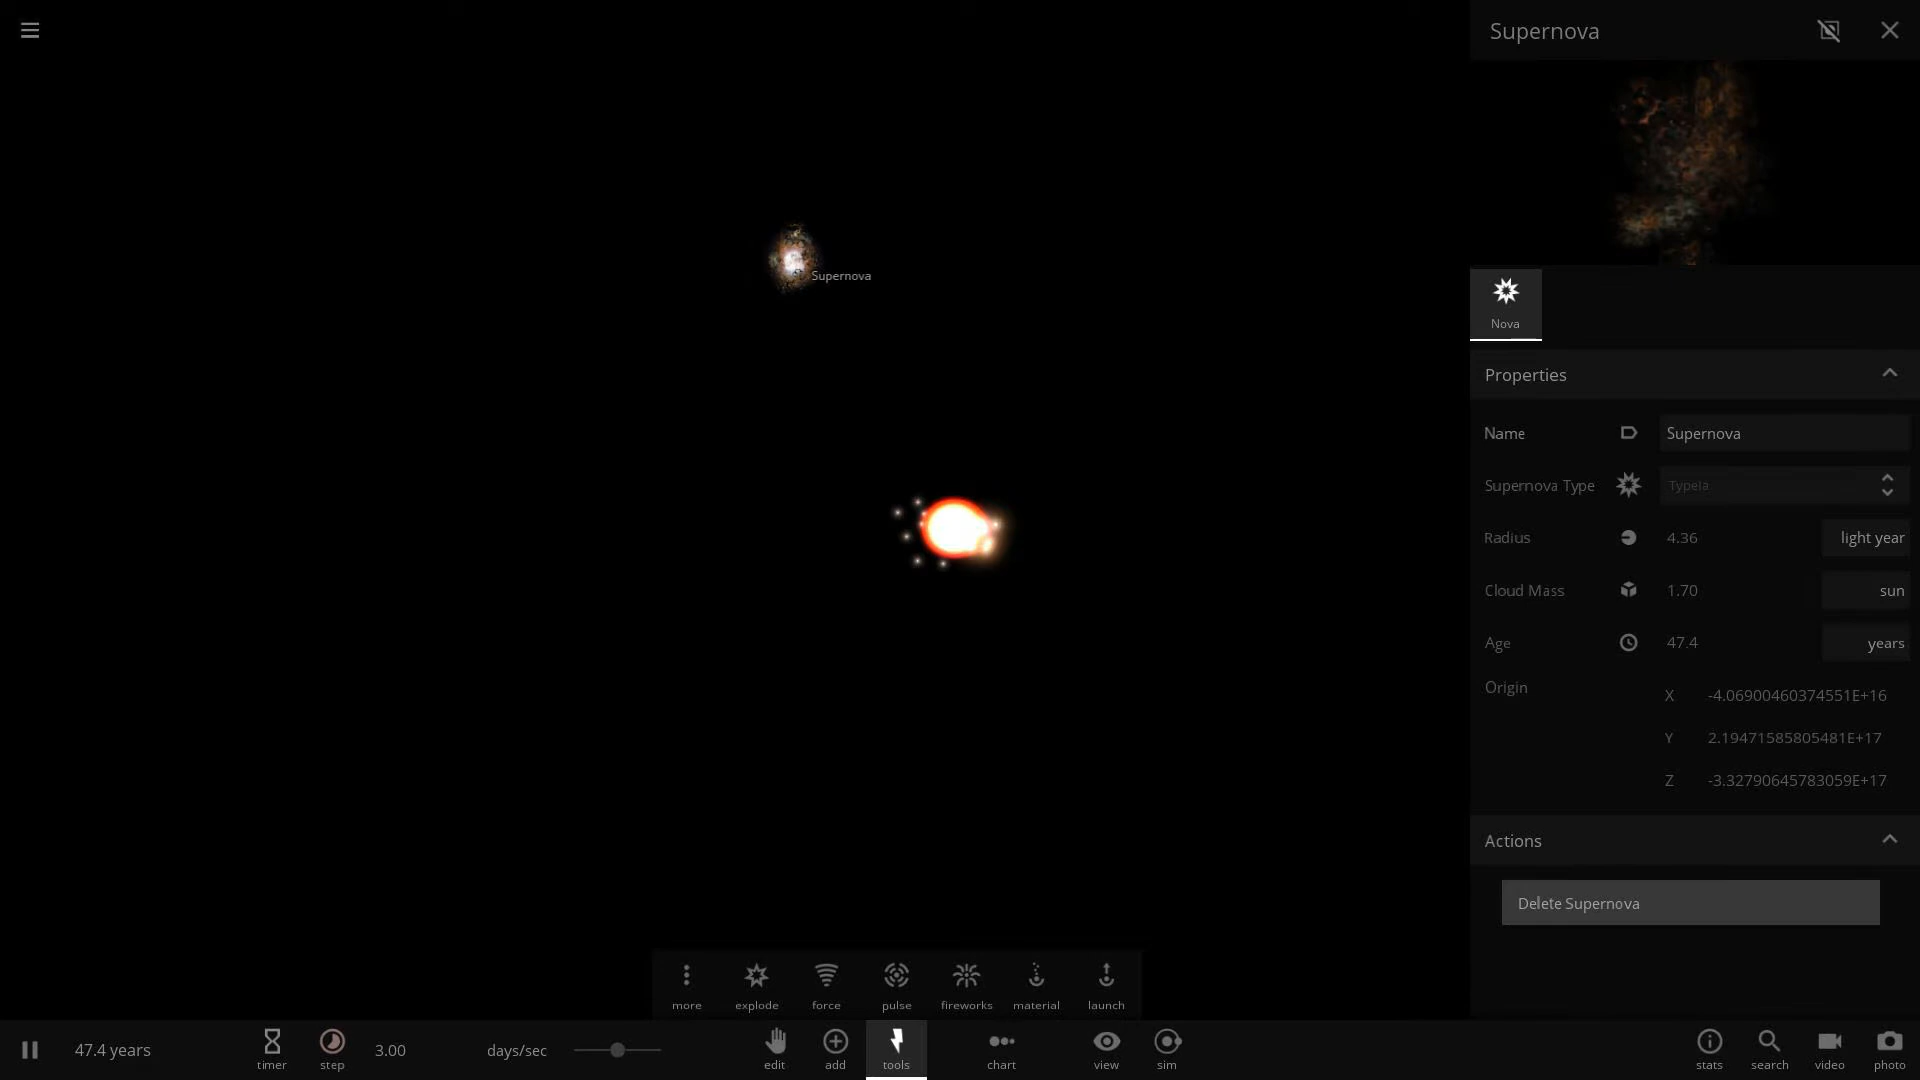 Supernova
Supernova
Nova
Properties
Name Supernova
Supernova Type TypeIa
Radius 4.36 light year
Cloud Mass 1.70 sun
Age 47.4 years
Origin
X -4.06900460374551E+16
Y 2.19471585805481E+17
Z -3.32790645783059E+17
Actions
Delete Supernova
more explode force pulse fireworks material launch
47.4 years timer step 3.00 days/sec edit add tools chart view sim stats search video photo